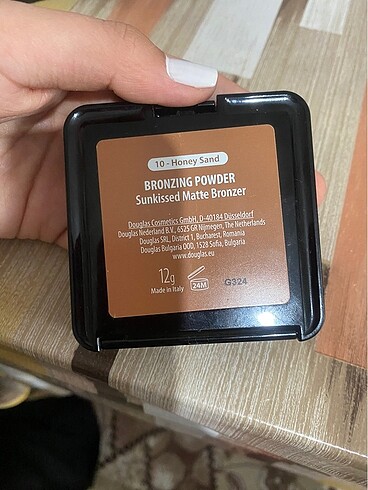 10 - Honey Sand
BRONZING POWDER
Sunkissed Matte Bronzer
Douglas Cosmetics GmbH, D-40184 Düsseldorf
Douglas Nederland B.V., 6525 GR Nijmegen, The Netherlands
Douglas SRL, District 1, Bucharest, Romania
Douglas Bulgaria OOD, 1528 Sofia, Bulgaria
www.douglas.eu
12g
Made in Italy
24M
G324